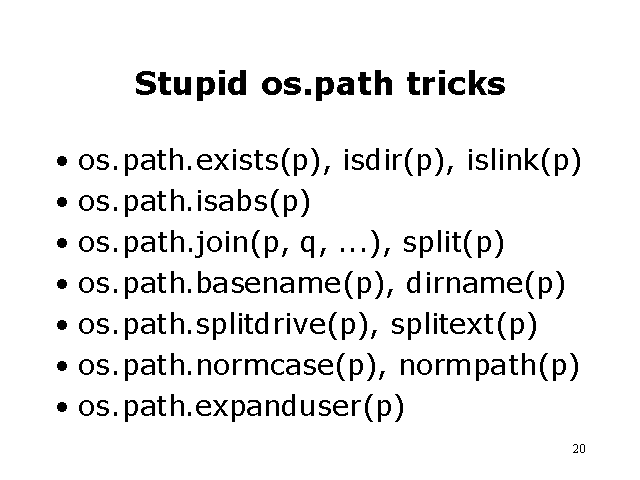 Stupid os.path tricks
• os.path.exists(p), isdir(p), islink(p)
• os.path.isabs(p)
• os.path.join(p, q, ...), split(p)
• os.path.basename(p), dirname(p)
• os.path.splitdrive(p), splitext(p)
• os.path.normcase(p), normpath(p)
• os.path.expanduser(p)
20